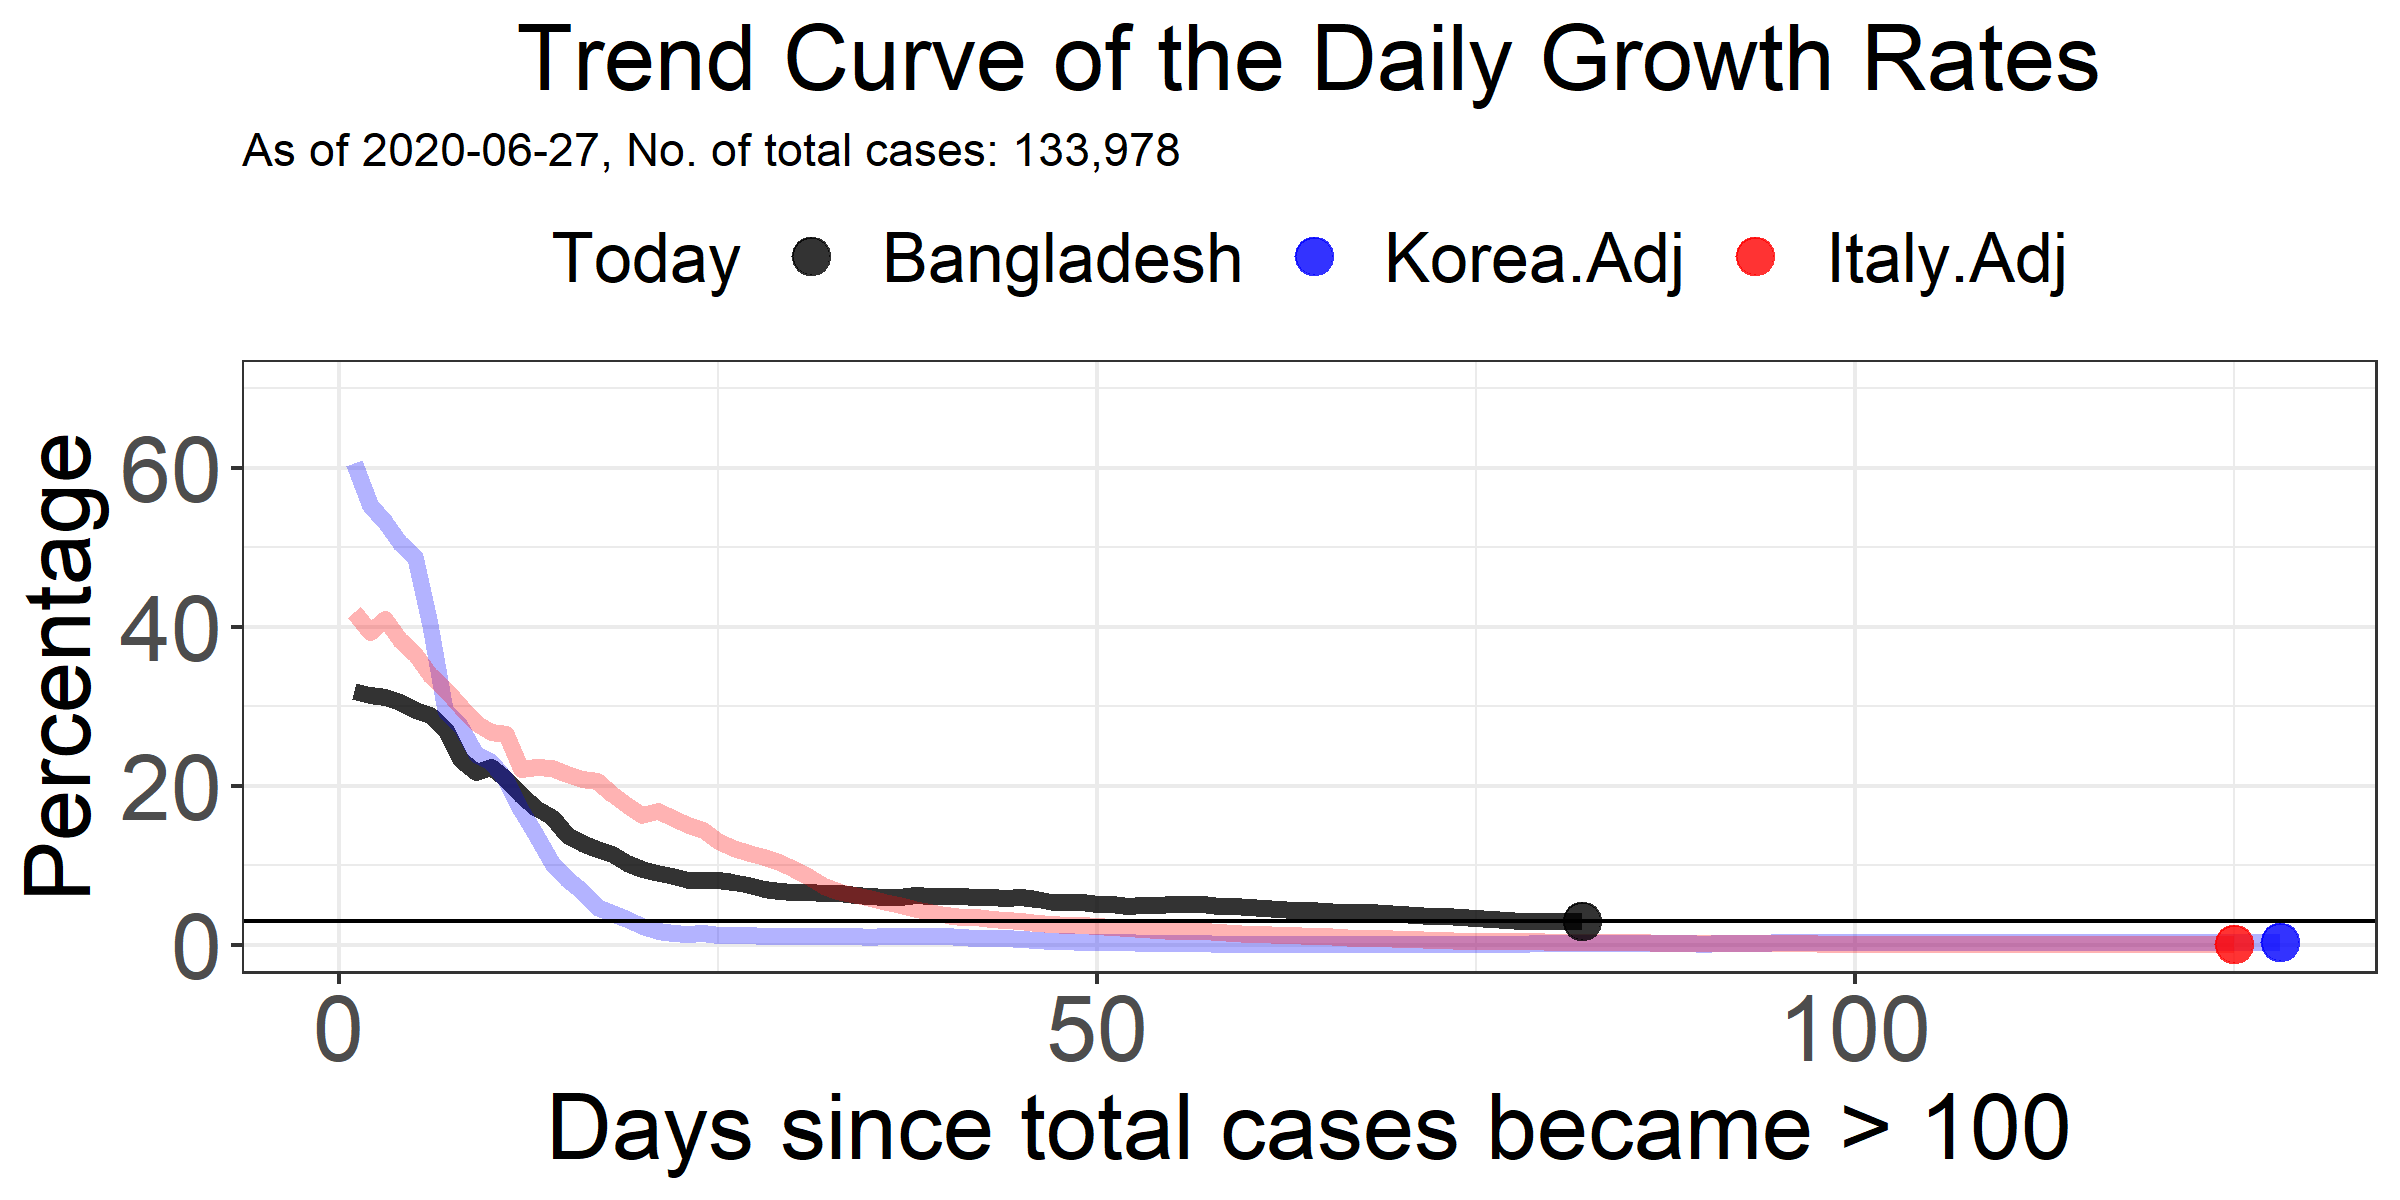 Trend Curve of the Daily Growth Rates
As of 2020-06-27, No. of total cases: 133,978
Today Bangladesh Korea.Adj Italy.Adj
Percentage
60
40
20
0
0 50 100
Days since total cases became > 100